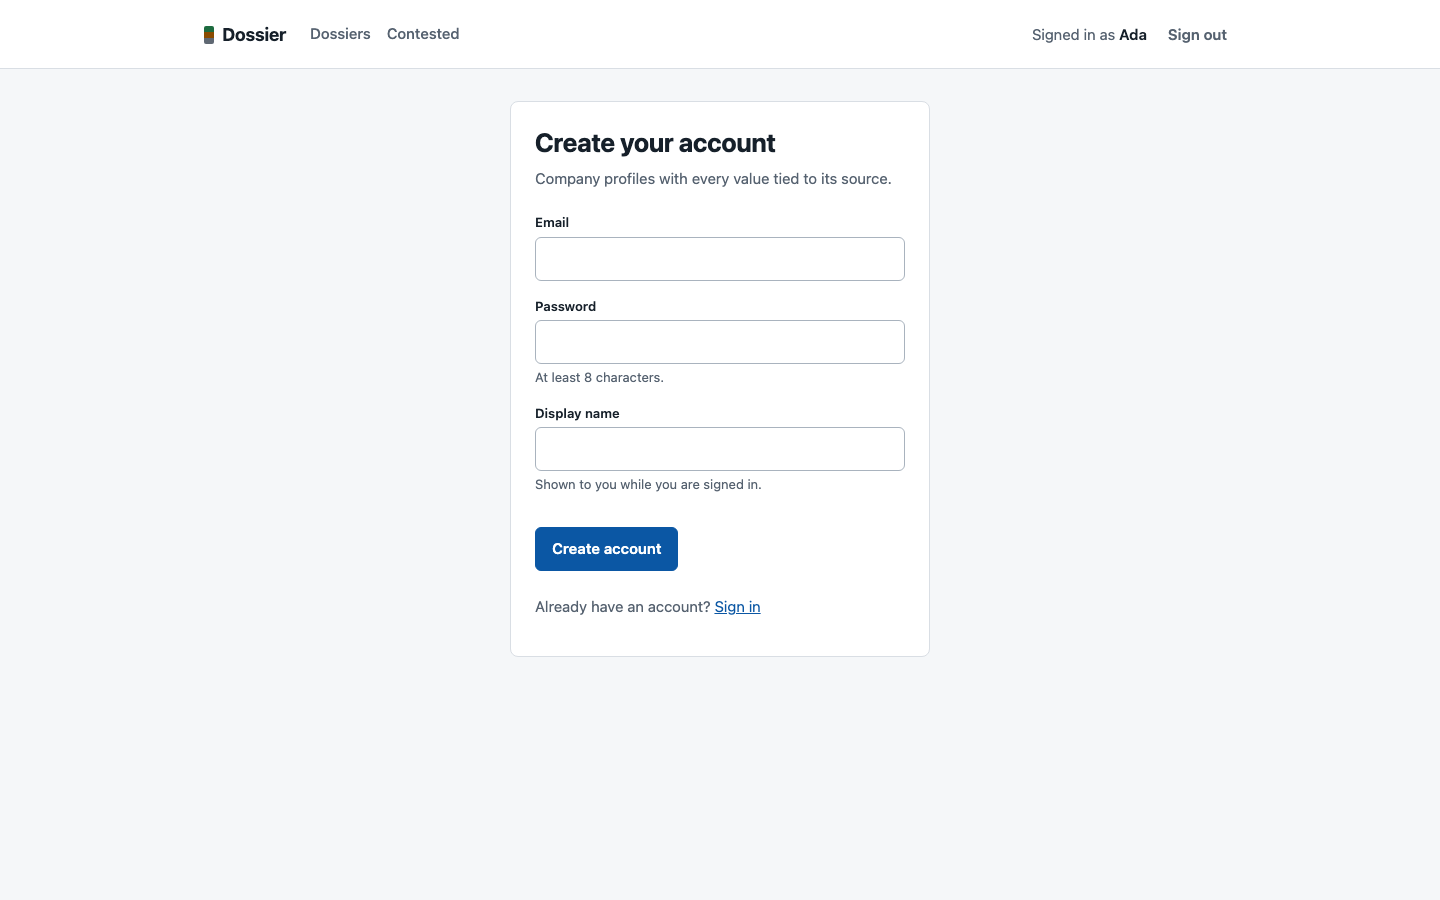 Dossier Dossiers Contested Signed in as Ada Sign out
Create your account
Company profiles with every value tied to its source.
Email
Password
At least 8 characters.
Display name
Shown to you while you are signed in.
Create account
Already have an account? Sign in